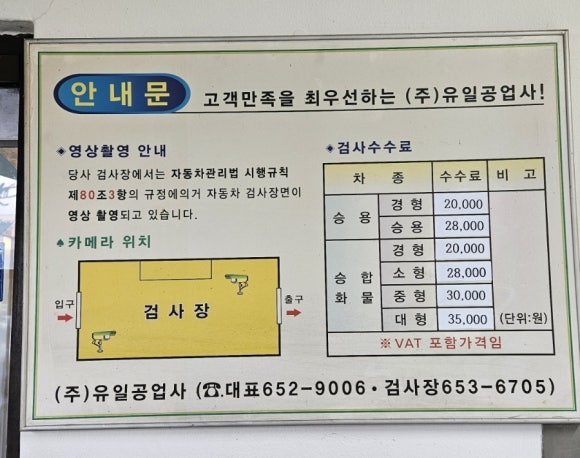 안내문
고객만족을 최우선하는 (주)유일공업사!
◈영상촬영 안내
당사 검사장에서는 자동차관리법 시행규칙
제80조3항의 규정에의거 자동차 검사장면이
영상 촬영되고 있습니다.
♠카메라 위치
입구
검사장
출구
◈검사수수료
차 종 수수료 비 고
승 용 경 형 20,000
승 용 28,000
승 합 화 물 경 형 20,000
소 형 28,000
중 형 30,000
대 형 35,000 (단위:원)
※VAT 포함가격임
(주)유일공업사 (☎.대표652-9006·검사장653-6705)